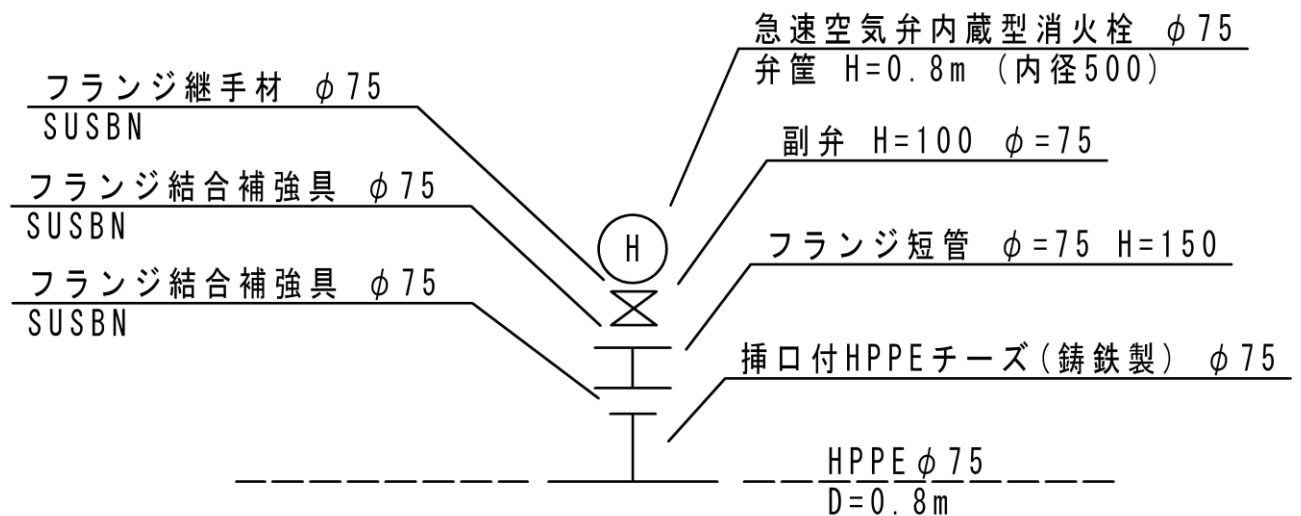 急速空気弁内蔵型消火栓 φ75
弁筐 H=0.8m (内径500)
フランジ継手材 φ75
SUSBN
副弁 H=100 φ=75
フランジ結合補強具 φ75
SUSBN
H
フランジ短管 φ=75 H=150
フランジ結合補強具 φ75
SUSBN
挿口付HPPEチーズ(鋳鉄製) φ75
HPPEφ75
D=0.8m